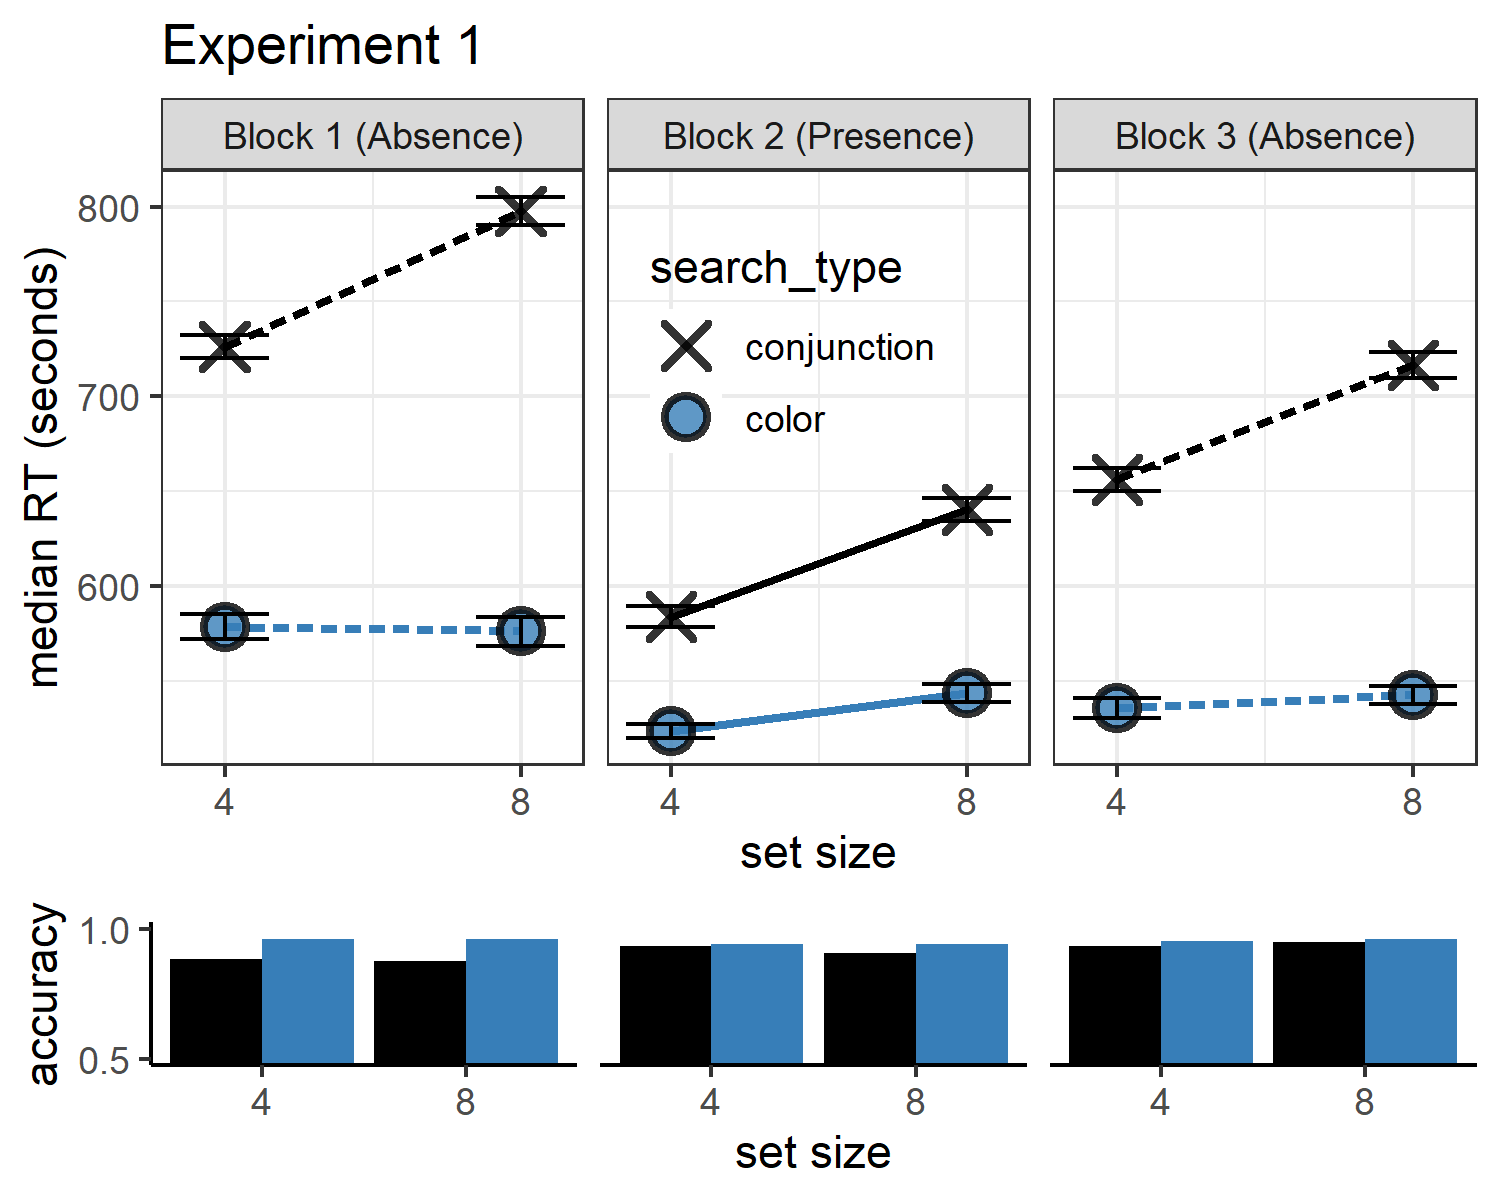 Experiment 1
Block 1 (Absence)
Block 2 (Presence)
Block 3 (Absence)
median RT (seconds)
800
700
600
search_type
conjunction
color
4
8
4
8
4
8
set size
accuracy
1.0
0.5
4
8
4
8
4
8
set size